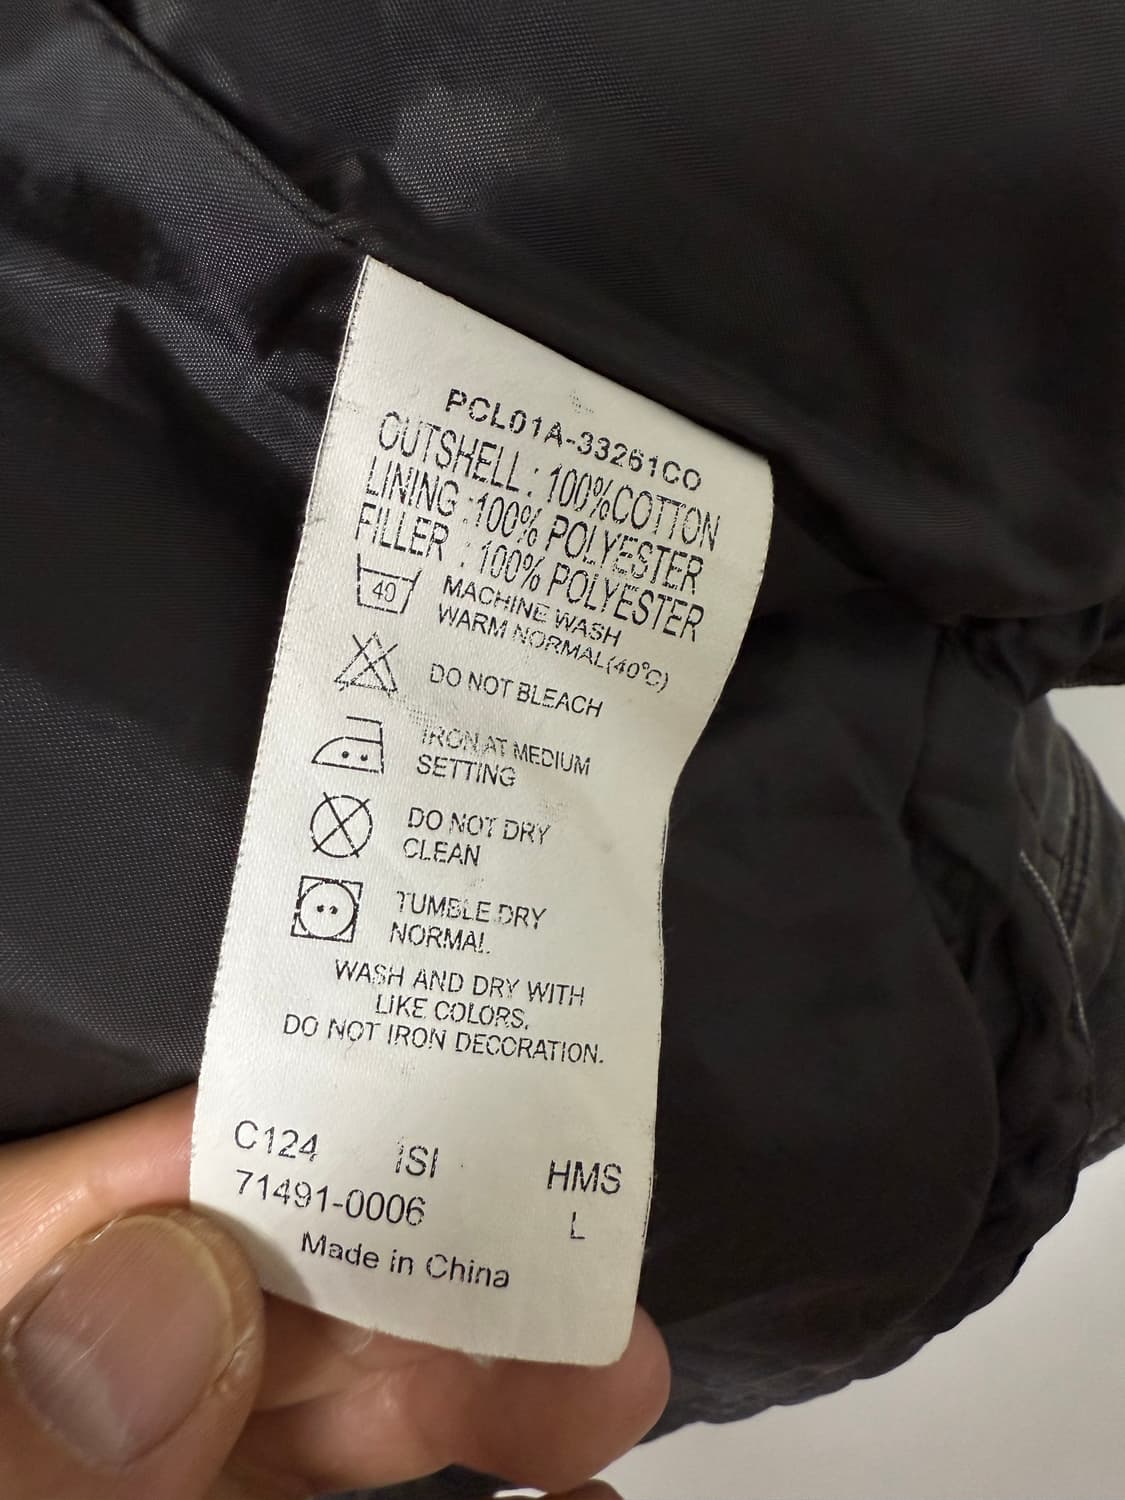 PCL01A-33261CO
OUTSHELL : 100%COTTON
LINING :100% POLYESTER
FILLER : 100% POLYESTER
40
MACHINE WASH
WARM NORMAL(40°C)
DO NOT BLEACH
IRON AT MEDIUM
SETTING
DO NOT DRY
CLEAN
TUMBLE DRY
NORMAL
WASH AND DRY WITH
LIKE COLORS.
DO NOT IRON DECORATION.
C124 ISI HMS
71491-0006 L
Made in China